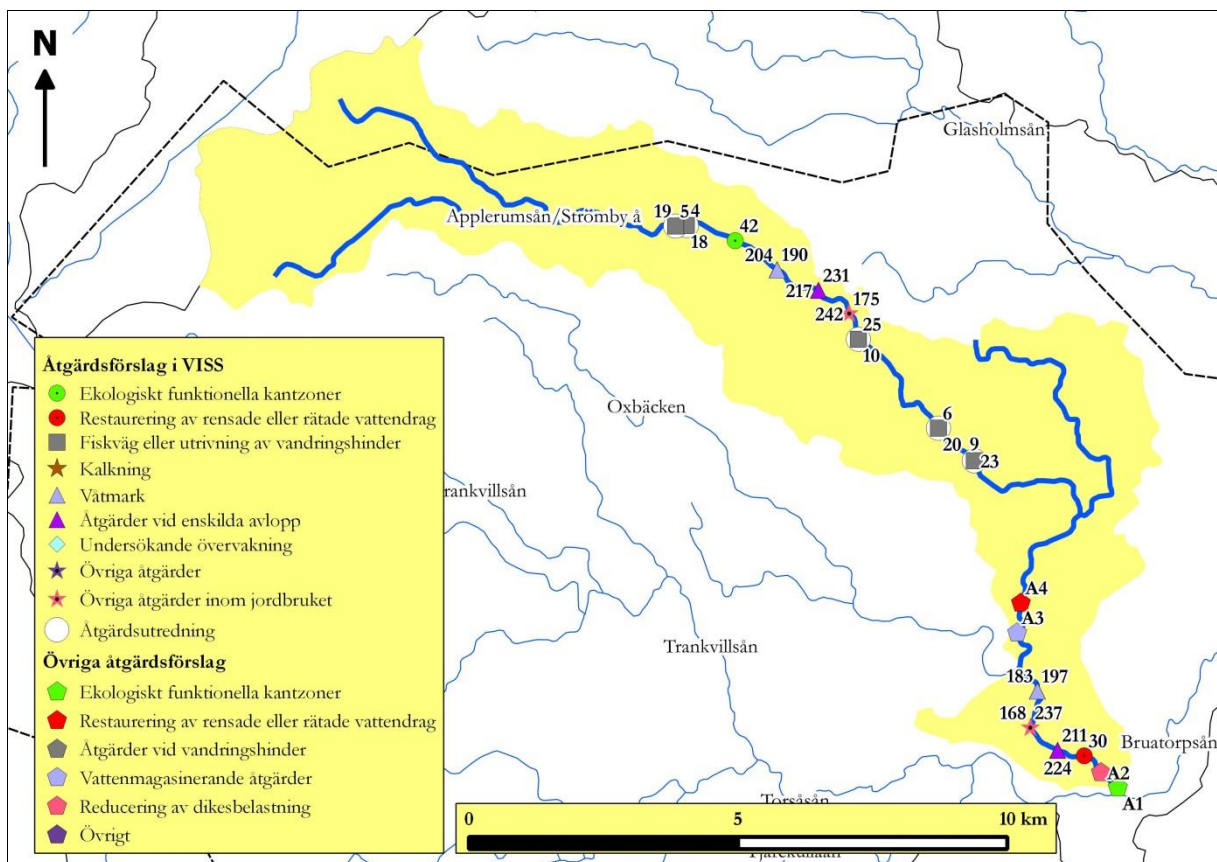 N
Glasholmsån
Applerumsån/Strömby å
19 54
18
42
204 190
231
217
175
242
25
10
Oxbäcken
6
20 9
23
rankvillsån
A4
A3
Trankvillsån
183 197
168 237
211 30
224
Bruatorpsån
A2
A1
Torsåsån
Åtgärdsförslag i VISS
Ekologiskt funktionella kantzoner
Restaurering av rensade eller rätade vattendrag
Fiskväg eller utrivning av vandringshinder
Kalkning
Våtmark
Åtgärder vid enskilda avlopp
Undersökande övervakning
Övriga åtgärder
Övriga åtgärder inom jordbruket
Åtgärdsutredning
Övriga åtgärdsförslag
Ekologiskt funktionella kantzoner
Restaurering av rensade eller rätade vattendrag
Åtgärder vid vandringshinder
Vattenmagasinerande åtgärder
Reducering av dikesbelastning
Övrigt
0 5 10 km